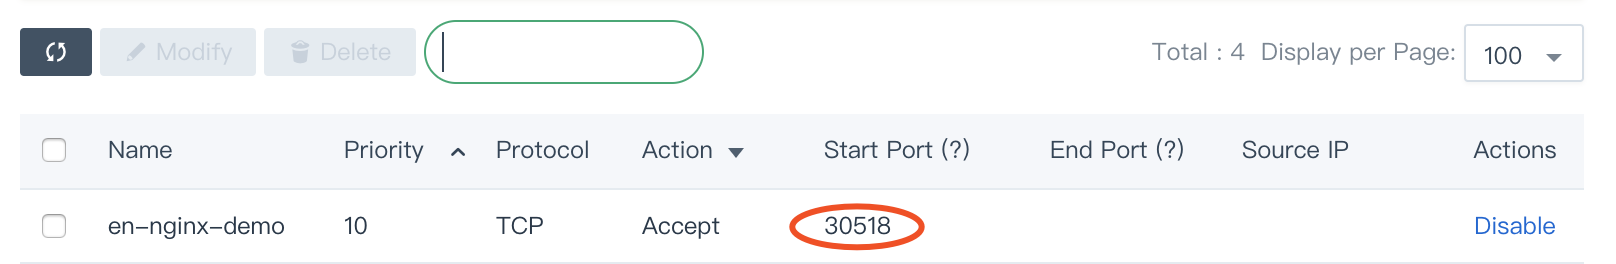 Modify Delete Total : 4 Display per Page: 100
Name Priority Protocol Action Start Port (?) End Port (?) Source IP Actions
en-nginx-demo 10 TCP Accept 30518 Disable